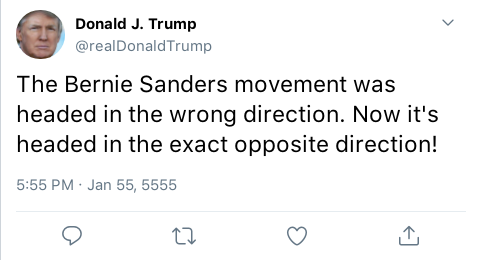 Donald J. Trump
@realDonaldTrump
The Bernie Sanders movement was
headed in the wrong direction. Now it's
headed in the exact opposite direction!
5:55 PM · Jan 55, 5555